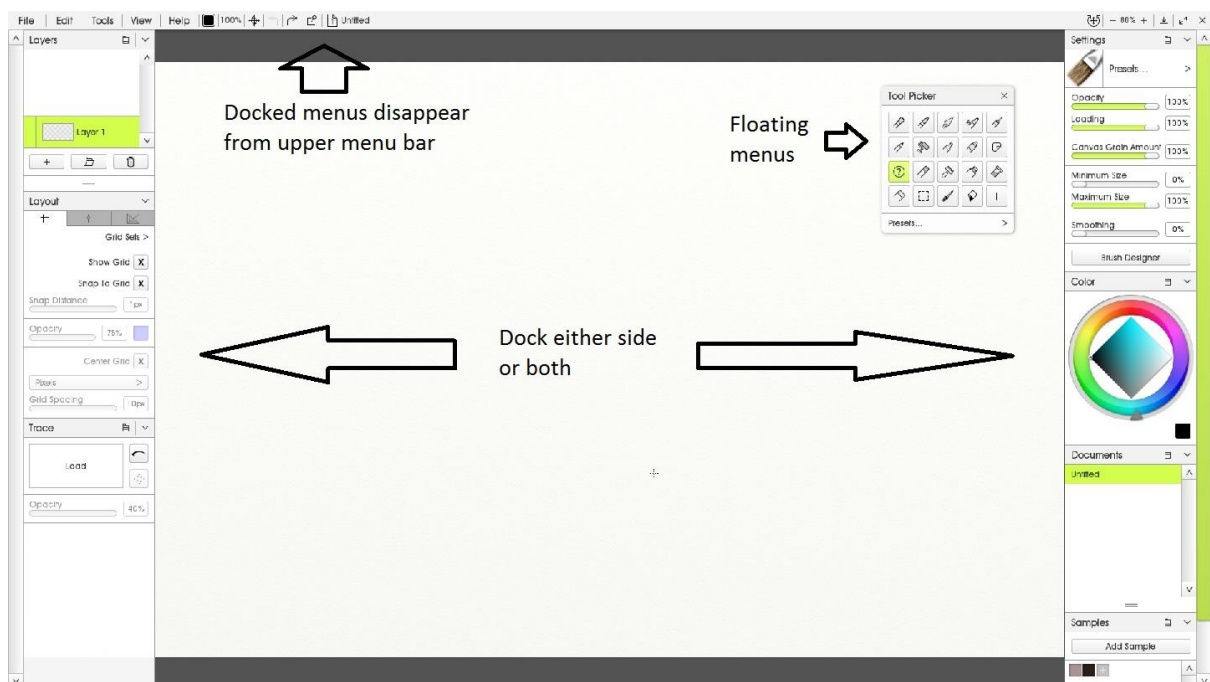 File Edit Tools View Help 100% Untitled - 88% +
Layers
Layer 1
Layout
Grid Sets >
Show Grid X
Snap To Grid X
Snap Distance 1px
Opacity 75%
Center Grid X
Pixels >
Grid Spacing 10px
Trace
Load
Opacity 40%
Docked menus disappear
from upper menu bar
Floating
menus
Tool Picker
Presets... >
Dock either side
or both
Settings
Presets... >
Opacity 100%
Loading 100%
Canvas Grain Amount 100%
Minimum Size 0%
Maximum Size 100%
Smoothing 0%
Brush Designer
Color
Documents
Untitled
Samples
Add Sample